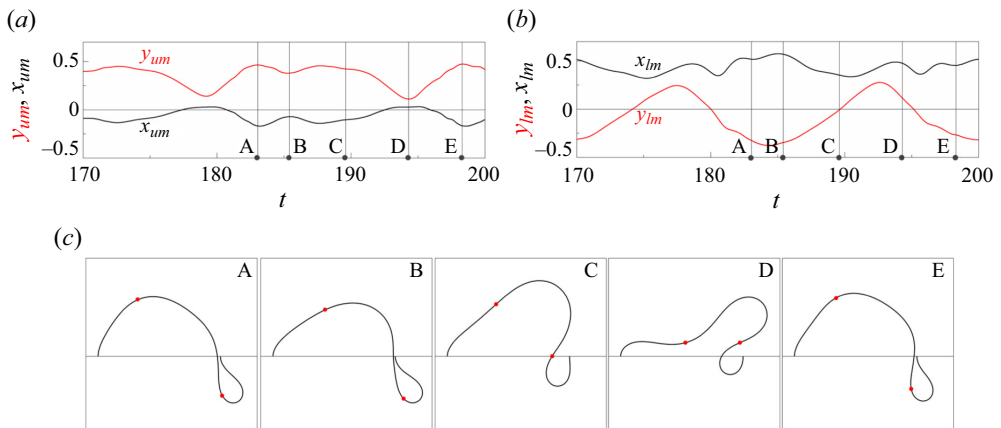 (a)
y_um, x_um
0.5
0
−0.5
y_um
x_um
A B C D E
170 180 190 200
t
(b)
y_lm, x_lm
0.5
0
−0.5
x_lm
y_lm
A B C D E
170 180 190 200
t
(c)
A B C D E